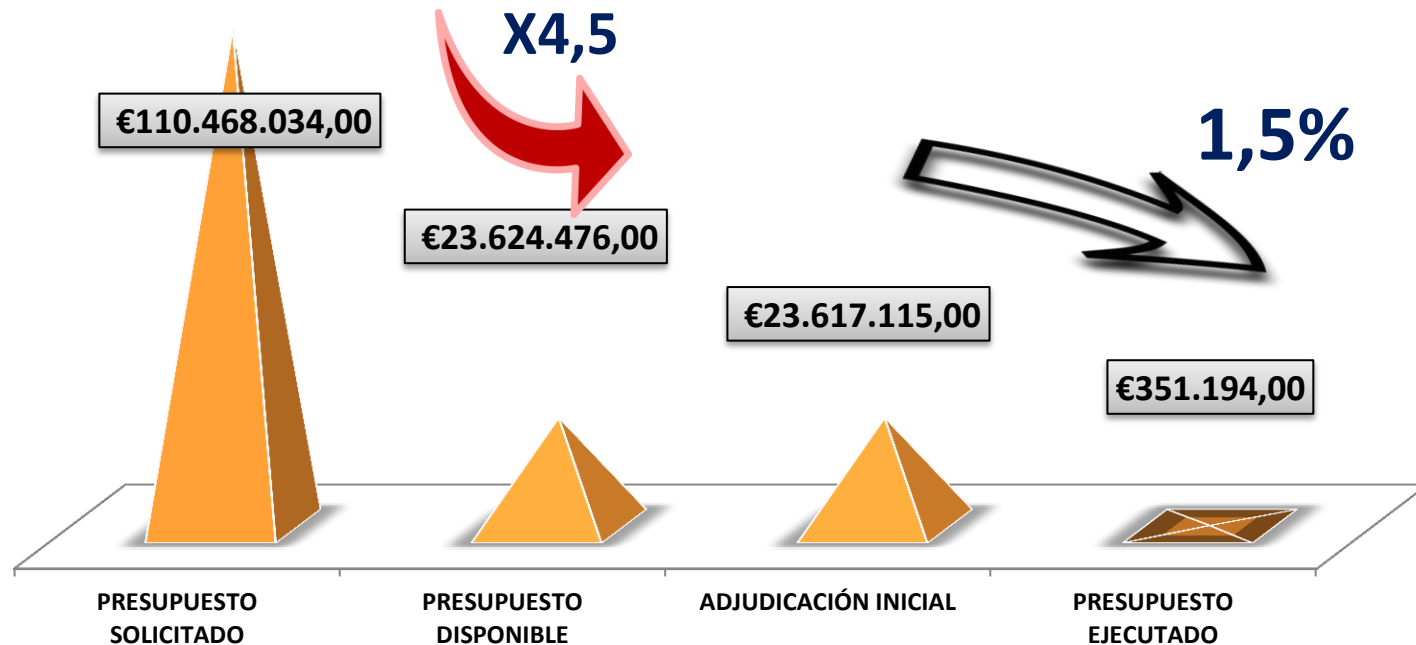 X4,5
€110.468.034,00
1,5%
€23.624.476,00
€23.617.115,00
€351.194,00
PRESUPUESTO
SOLICITADO
PRESUPUESTO
DISPONIBLE
ADJUDICACIÓN INICIAL
PRESUPUESTO
EJECUTADO